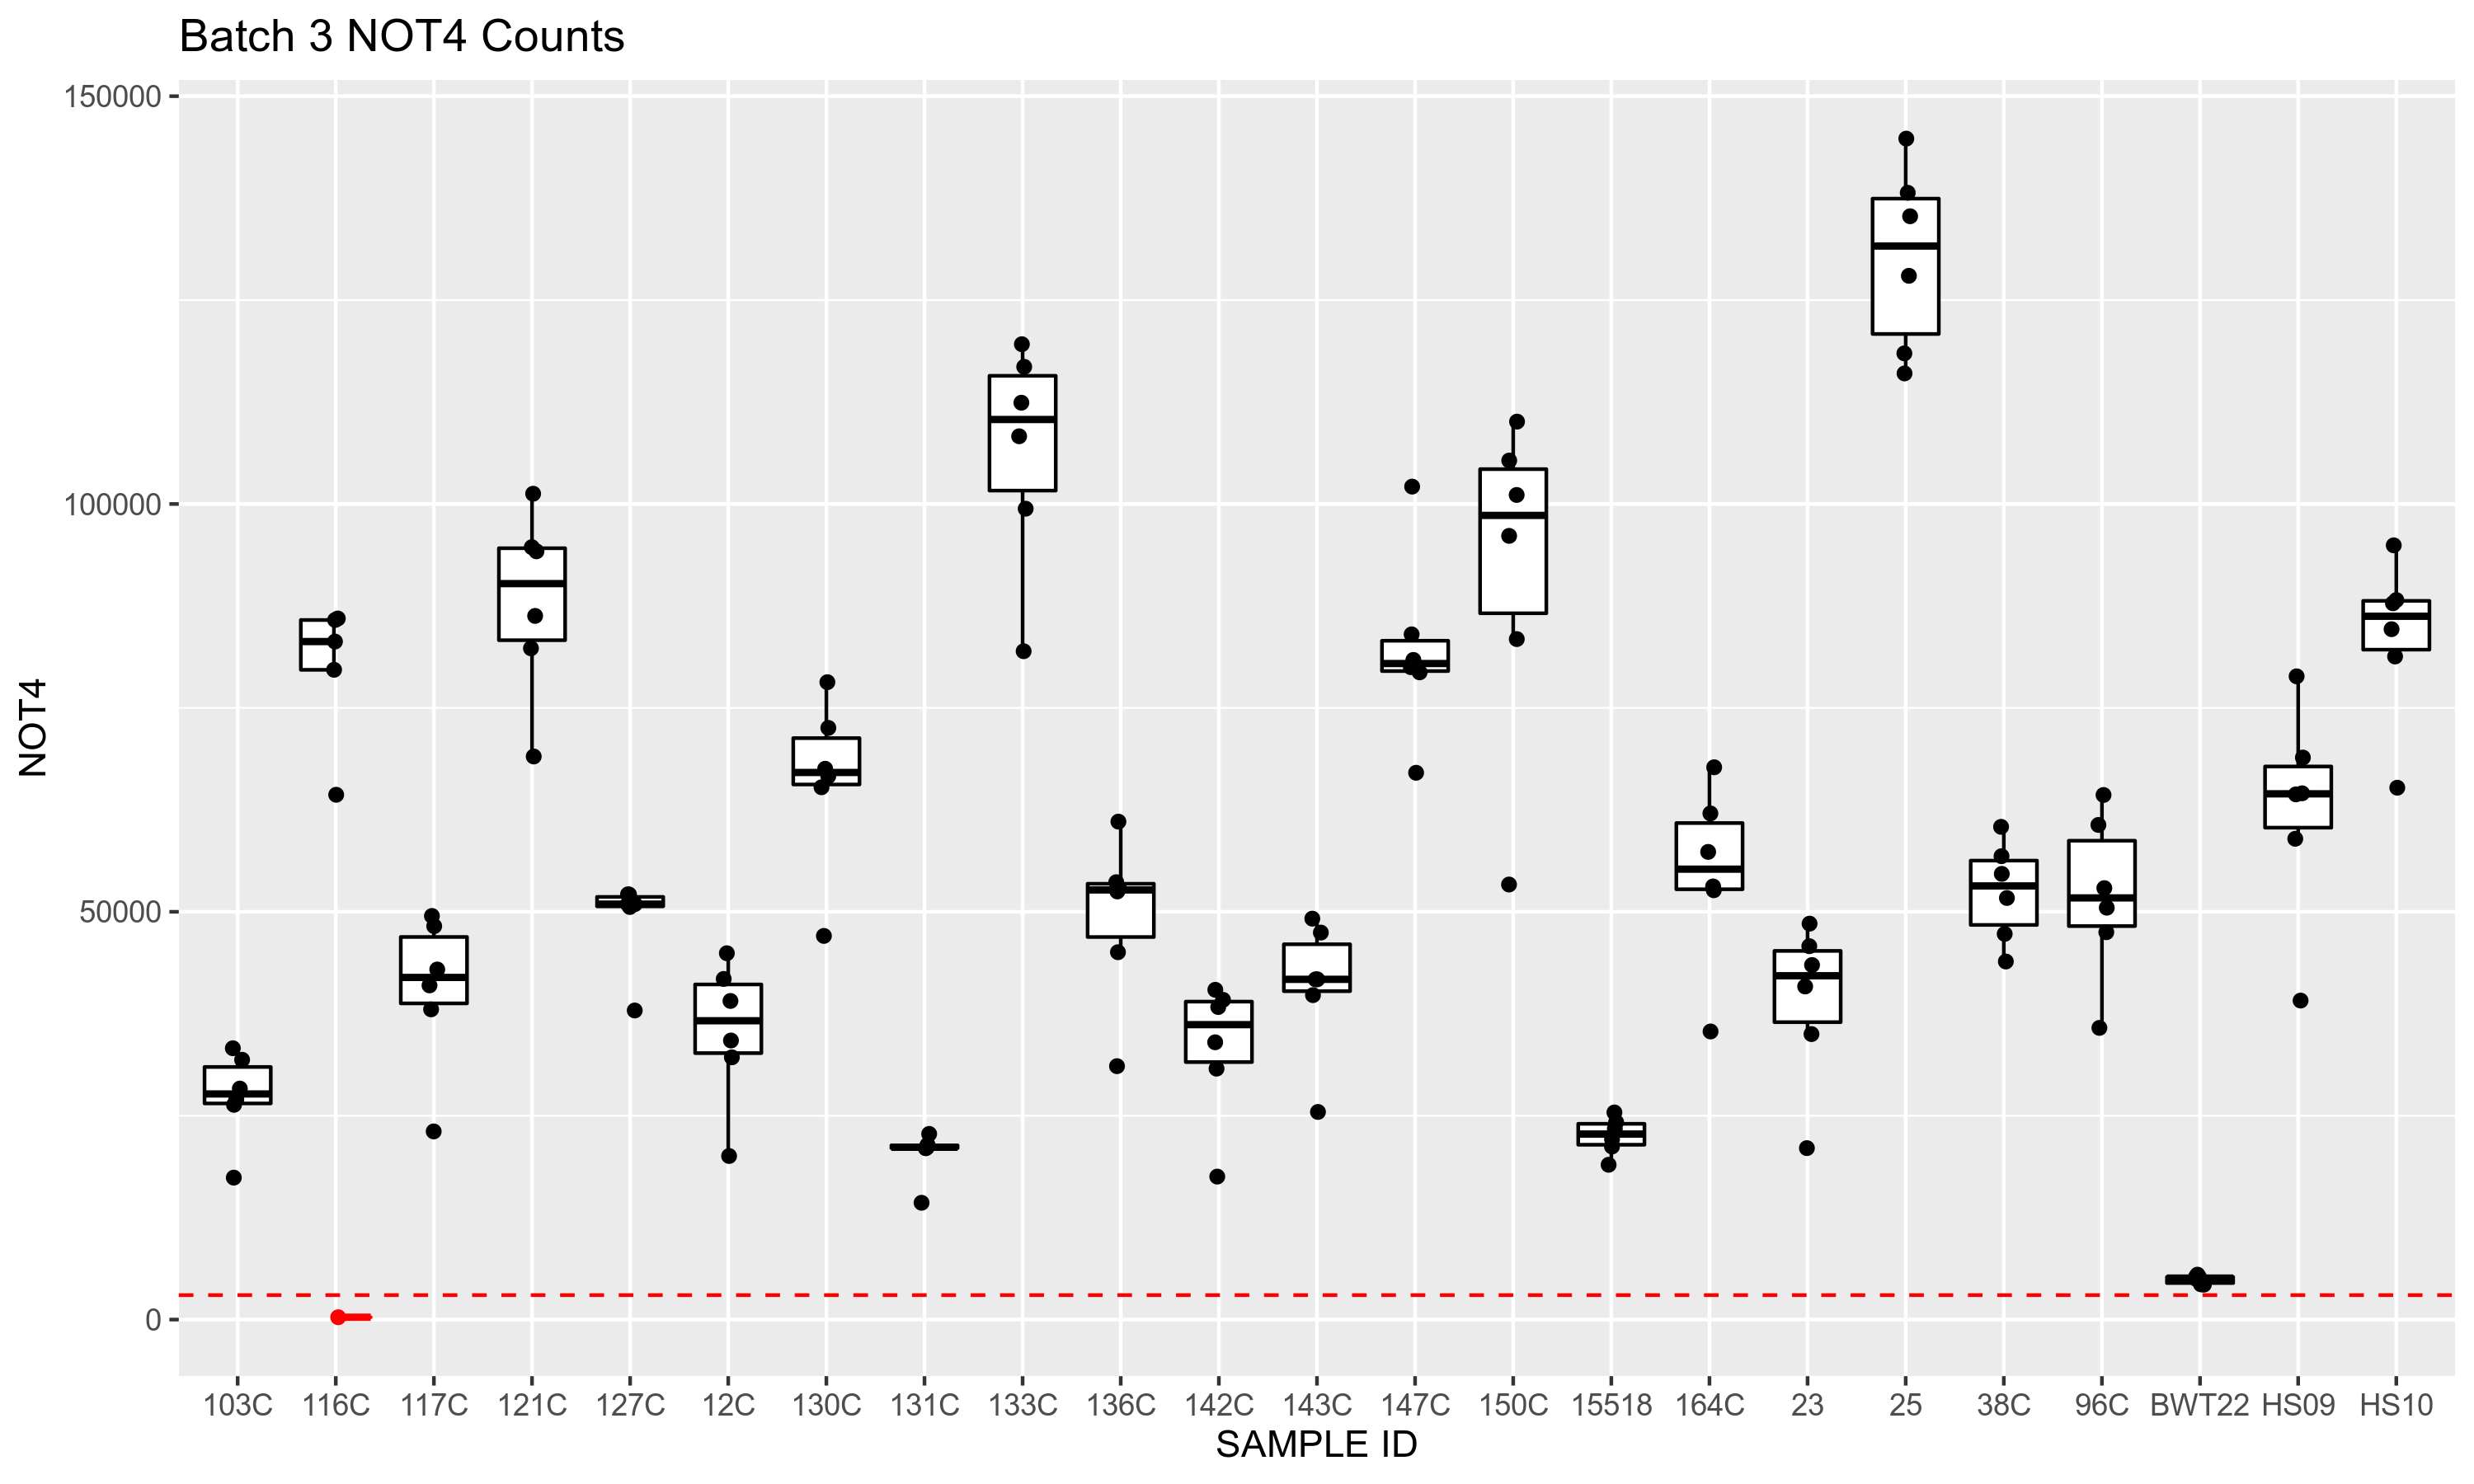 Batch 3 NOT4 Counts
150000
100000
50000
0
NOT4
103C 116C 117C 121C 127C 12C 130C 131C 133C 136C 142C 143C 147C 150C 15518 164C 23 25 38C 96C BWT22 HS09 HS10
SAMPLE ID